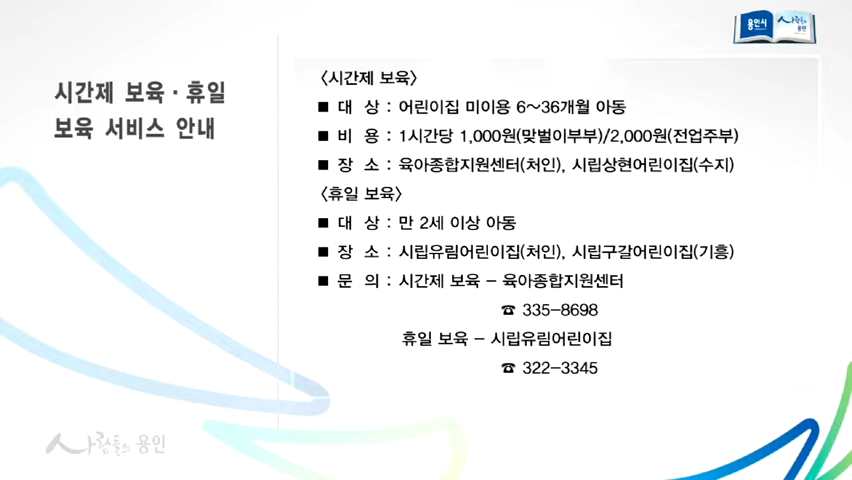 용인시
사람들의
용인
시간제 보육·휴일
보육 서비스 안내
<시간제 보육>
■ 대 상 : 어린이집 미이용 6~36개월 아동
■ 비 용 : 1시간당 1,000원(맞벌이부부)/2,000원(전업주부)
■ 장 소 : 육아종합지원센터(처인), 시립상현어린이집(수지)
<휴일 보육>
■ 대 상 : 만 2세 이상 아동
■ 장 소 : 시립유림어린이집(처인), 시립구갈어린이집(기흥)
■ 문 의 : 시간제 보육 - 육아종합지원센터
☎ 335-8698
휴일 보육 - 시립유림어린이집
☎ 322-3345
사람들의 용인